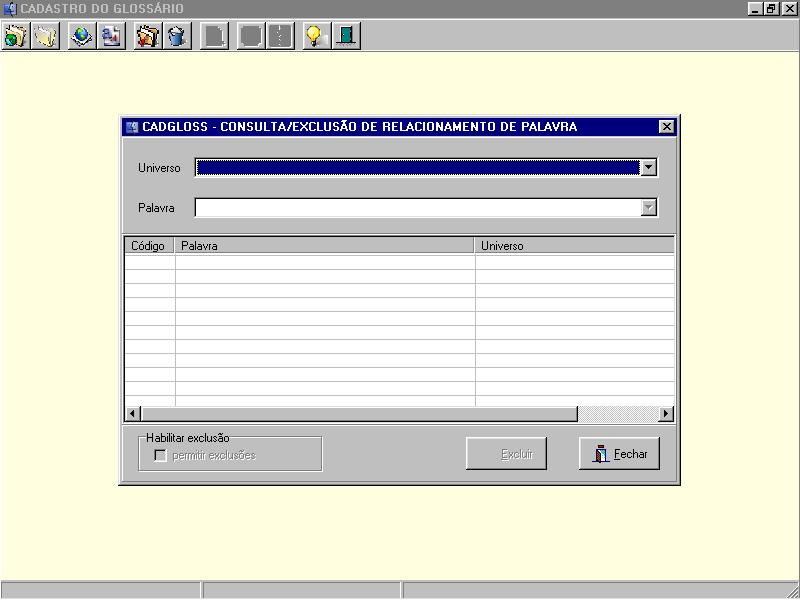 CADASTRO DO GLOSSÁRIO
CADGLOSS - CONSULTA/EXCLUSÃO DE RELACIONAMENTO DE PALAVRA
Universo
Palavra
Código Palavra Universo
Habilitar exclusão
permitir exclusões
Excluir
Fechar